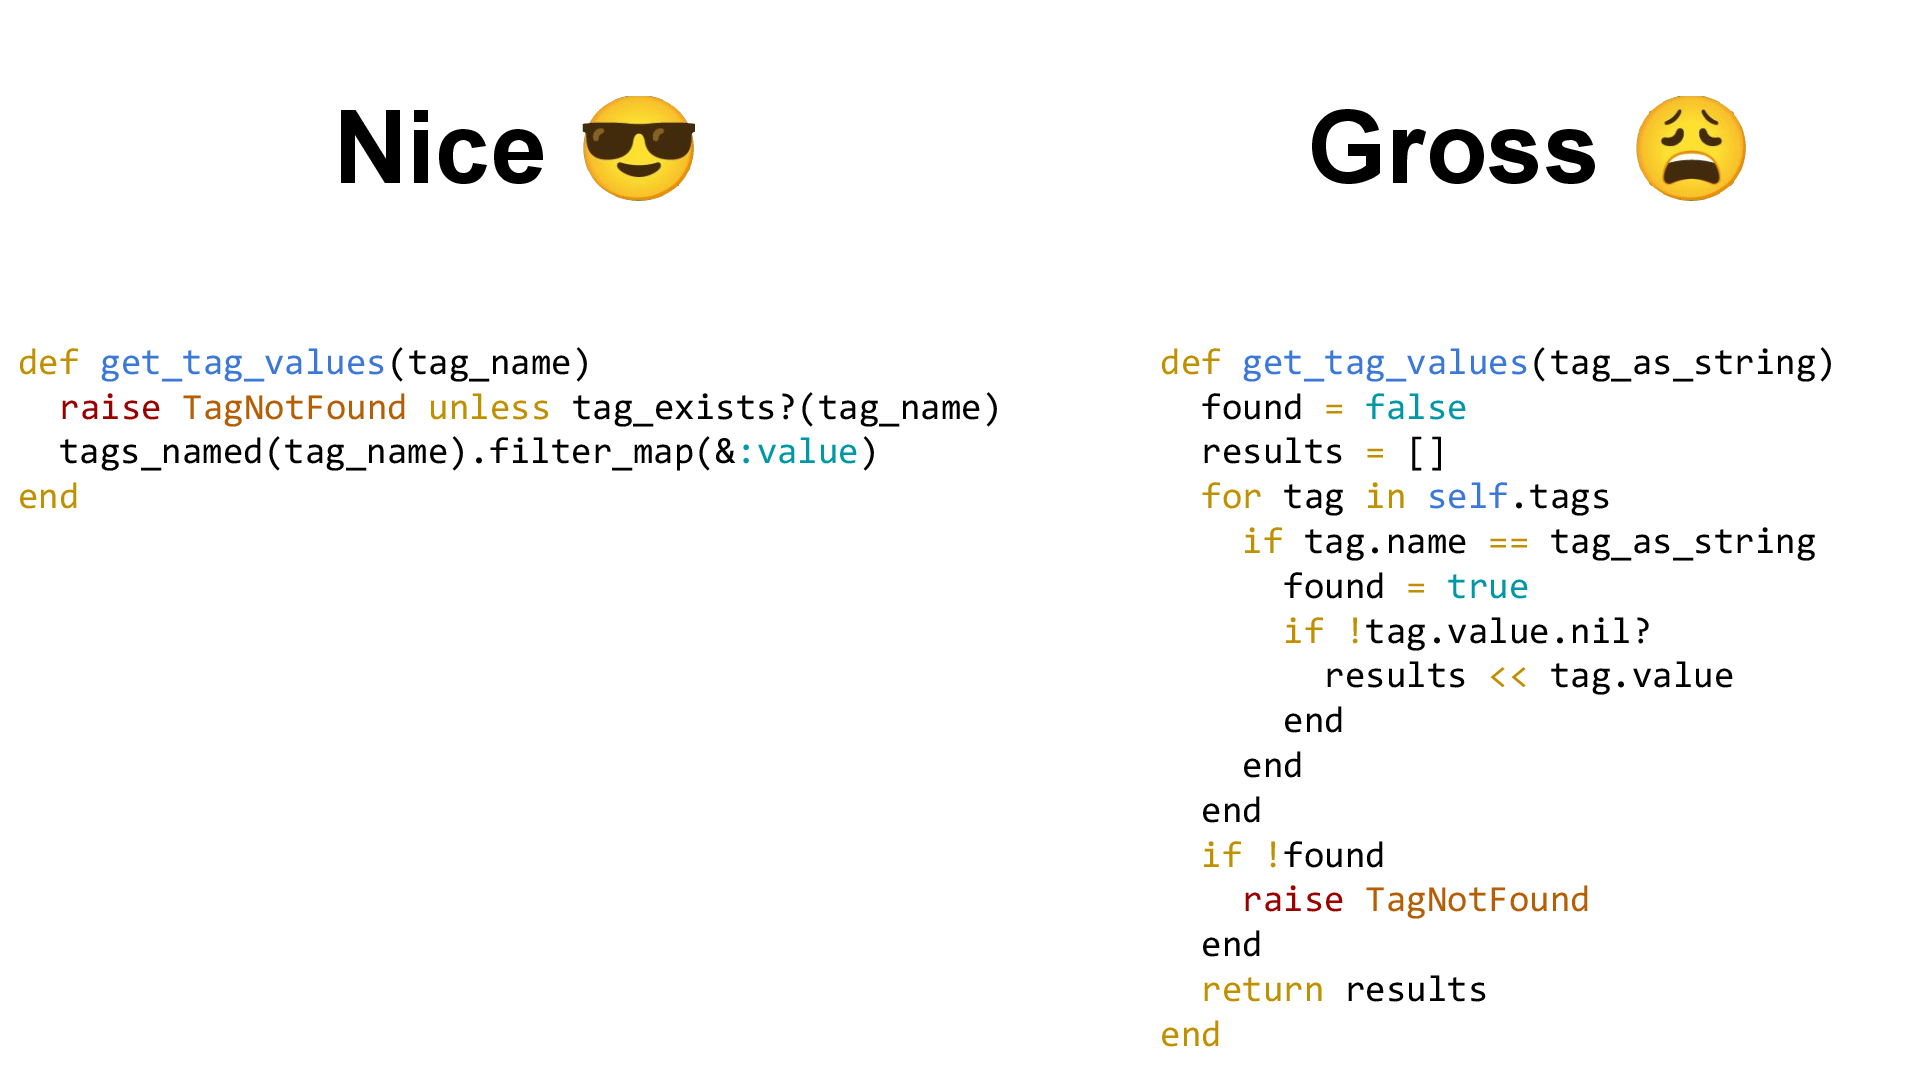 Nice 😎
def get_tag_values(tag_name)
  raise TagNotFound unless tag_exists?(tag_name)
  tags_named(tag_name).filter_map(&:value)
end
Gross 😩
def get_tag_values(tag_as_string)
  found = false
  results = []
  for tag in self.tags
    if tag.name == tag_as_string
      found = true
      if !tag.value.nil?
        results << tag.value
      end
    end
  end
  if !found
    raise TagNotFound
  end
  return results
end